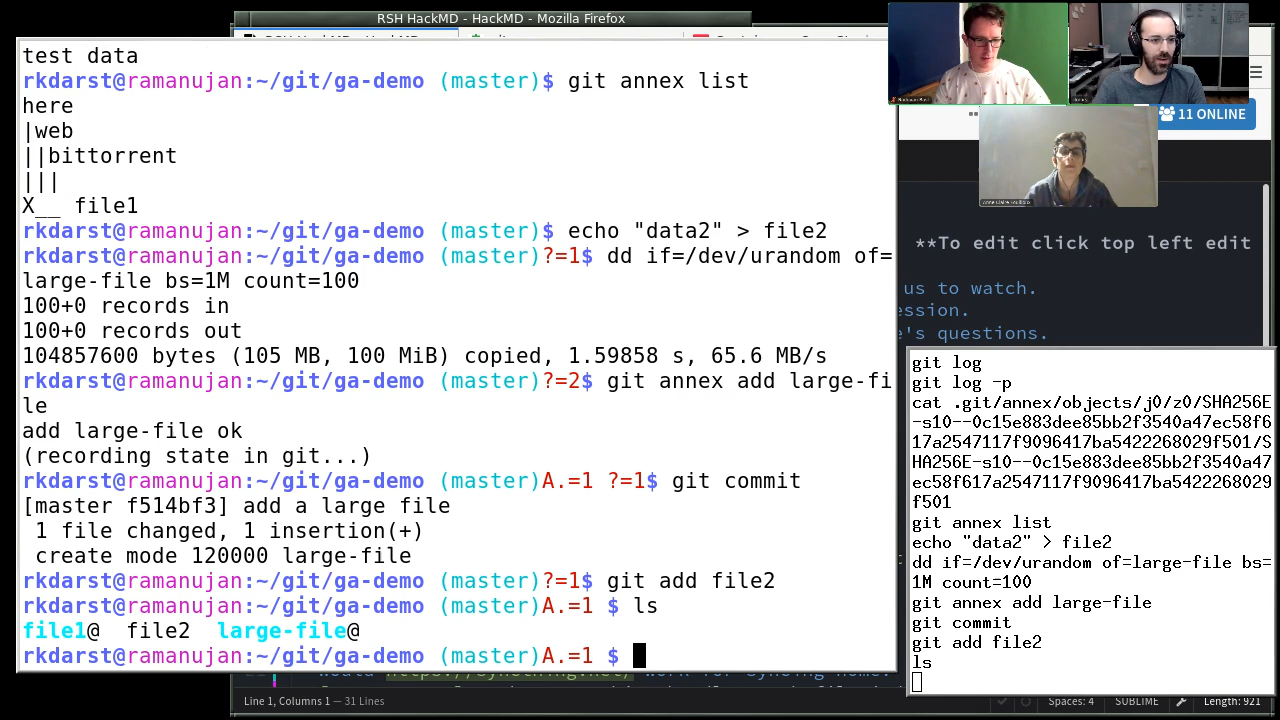 RSH HackMD - HackMD - Mozilla Firefox
test data
rkdarst@ramanujan:~/git/ga-demo (master)$ git annex list
here
|web
||bittorrent
|||
X__ file1
rkdarst@ramanujan:~/git/ga-demo (master)$ echo "data2" > file2
rkdarst@ramanujan:~/git/ga-demo (master)?=1$ dd if=/dev/urandom of=
large-file bs=1M count=100
100+0 records in
100+0 records out
104857600 bytes (105 MB, 100 MiB) copied, 1.59858 s, 65.6 MB/s
rkdarst@ramanujan:~/git/ga-demo (master)?=2$ git annex add large-fi
le
add large-file ok
(recording state in git...)
rkdarst@ramanujan:~/git/ga-demo (master)A.=1 ?=1$ git commit
[master f514bf3] add a large file
 1 file changed, 1 insertion(+)
 create mode 120000 large-file
rkdarst@ramanujan:~/git/ga-demo (master)?=1$ git add file2
rkdarst@ramanujan:~/git/ga-demo (master)A.=1 $ ls
file1@  file2  large-file@
rkdarst@ramanujan:~/git/ga-demo (master)A.=1 $
11 ONLINE
**To edit click top left edit
us to watch.
ession.
e's questions.
git log
git log -p
cat .git/annex/objects/j0/z0/SHA256E
-s10--0c15e883dee85bb2f3540a47ec58f6
17a2547117f9096417ba5422268029f501/S
HA256E-s10--0c15e883dee85bb2f3540a47
ec58f617a2547117f9096417ba5422268029
f501
git annex list
echo "data2" > file2
dd if=/dev/urandom of=large-file bs=
1M count=100
git annex add large-file
git commit
git add file2
ls
Line 1, Columns 1 — 31 Lines
Spaces: 4
SUBLIME
Length: 921